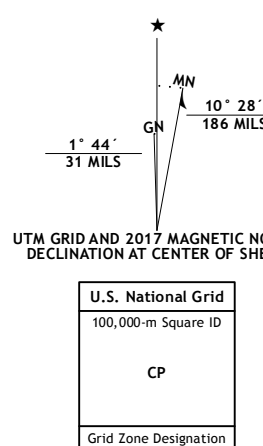 MN
GN
10° 28´
186 MILS
1° 44´
31 MILS
UTM GRID AND 2017 MAGNETIC NO
DECLINATION AT CENTER OF SHE
U.S. National Grid
100,000-m Square ID
CP
Grid Zone Designation